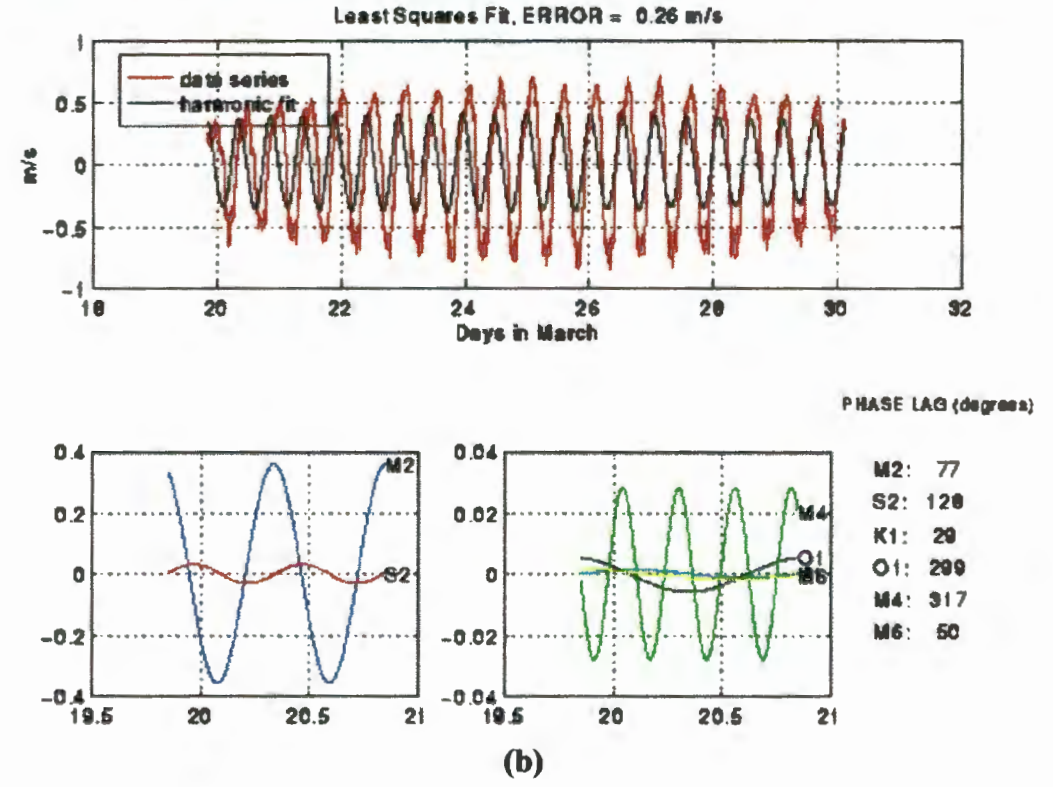 Least Squares Fit, ERROR = 0.26 m/s
1
0.5
0
-0.5
-1
m/s
data series
harmonic fit
18 20 22 24 26 28 30 32
Days in March
PHASE LAG (degrees)
0.4
0.2
0
-0.2
-0.4
M2
S2
19.5 20 20.5 21
0.04
0.02
0
-0.02
-0.04
M4
O1
M6
19.5 20 20.5 21
M2: 77
S2: 128
K1: 29
O1: 299
M4: 317
M6: 50
(b)